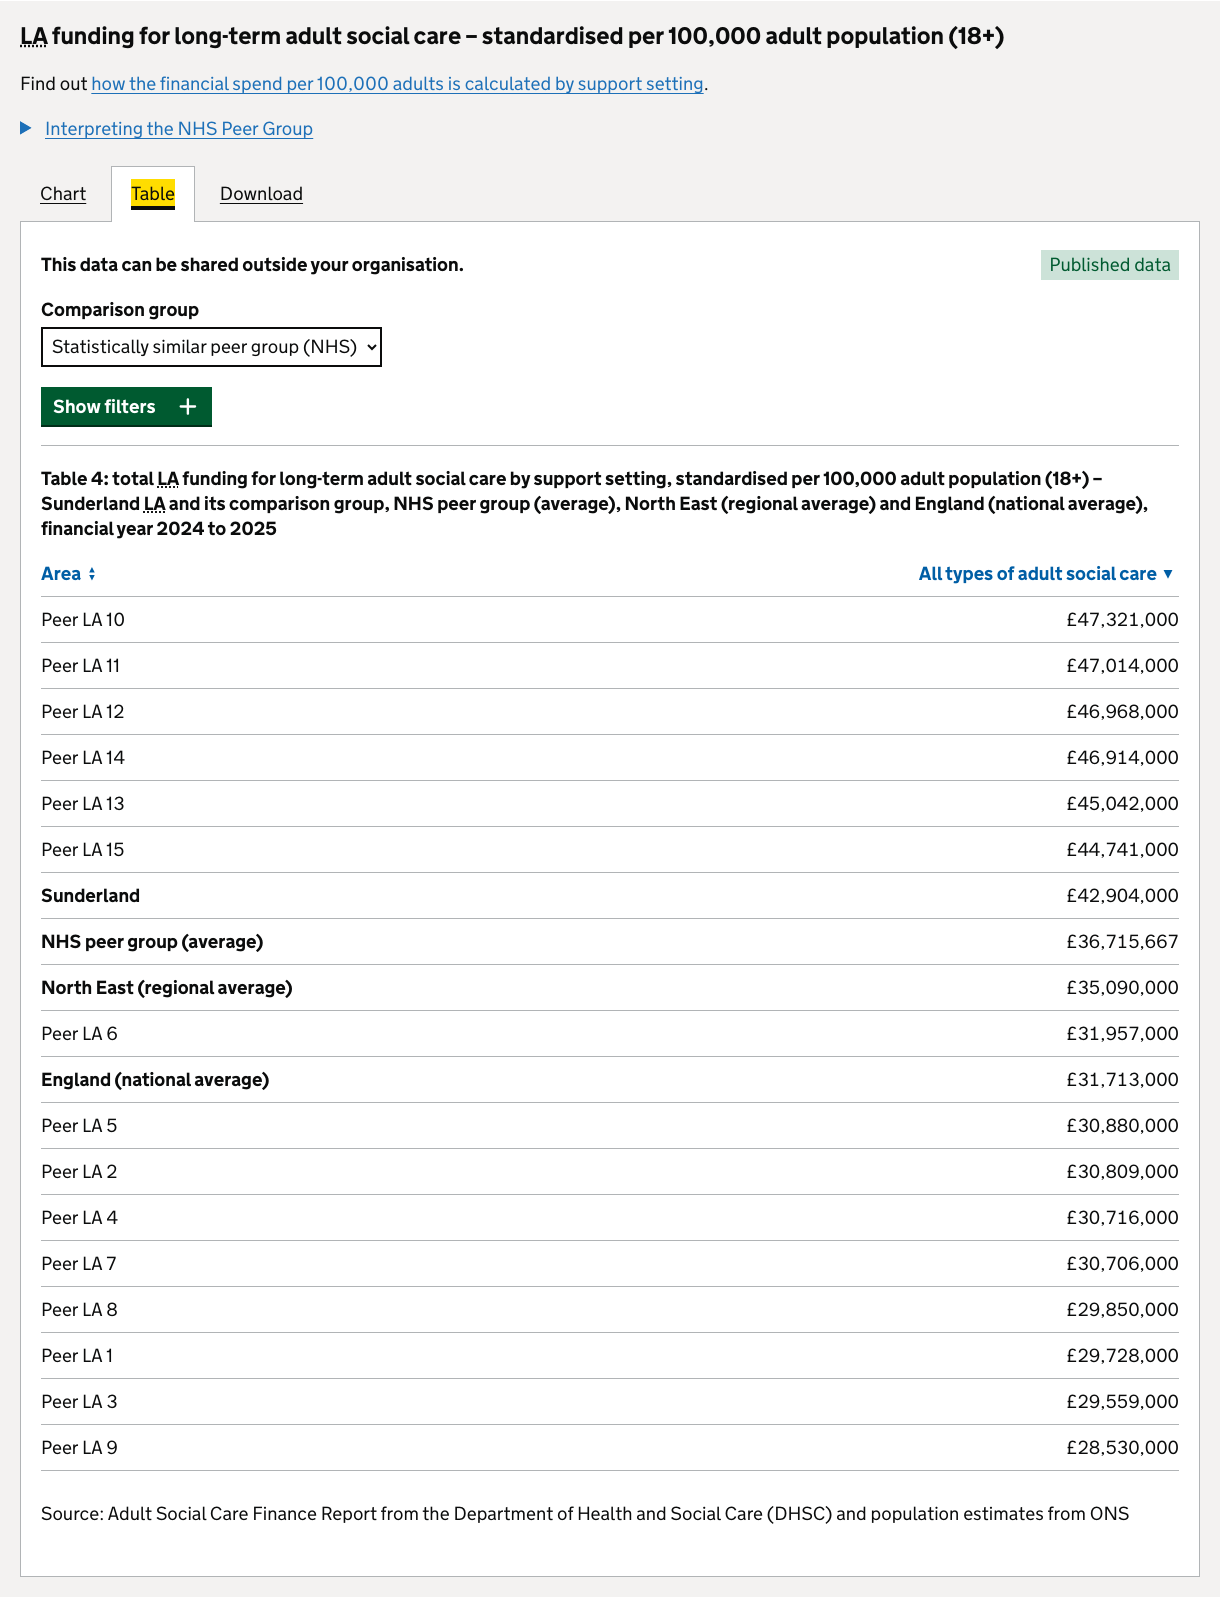 LA funding for long-term adult social care – standardised per 100,000 adult population (18+)
Find out how the financial spend per 100,000 adults is calculated by support setting.
Interpreting the NHS Peer Group
Chart Table Download
This data can be shared outside your organisation. Published data
Comparison group
Statistically similar peer group (NHS)
Show filters
Table 4: total LA funding for long-term adult social care by support setting, standardised per 100,000 adult population (18+) –
Sunderland LA and its comparison group, NHS peer group (average), North East (regional average) and England (national average),
financial year 2024 to 2025
Area All types of adult social care
Peer LA 10 £47,321,000
Peer LA 11 £47,014,000
Peer LA 12 £46,968,000
Peer LA 14 £46,914,000
Peer LA 13 £45,042,000
Peer LA 15 £44,741,000
Sunderland £42,904,000
NHS peer group (average) £36,715,667
North East (regional average) £35,090,000
Peer LA 6 £31,957,000
England (national average) £31,713,000
Peer LA 5 £30,880,000
Peer LA 2 £30,809,000
Peer LA 4 £30,716,000
Peer LA 7 £30,706,000
Peer LA 8 £29,850,000
Peer LA 1 £29,728,000
Peer LA 3 £29,559,000
Peer LA 9 £28,530,000
Source: Adult Social Care Finance Report from the Department of Health and Social Care (DHSC) and population estimates from ONS